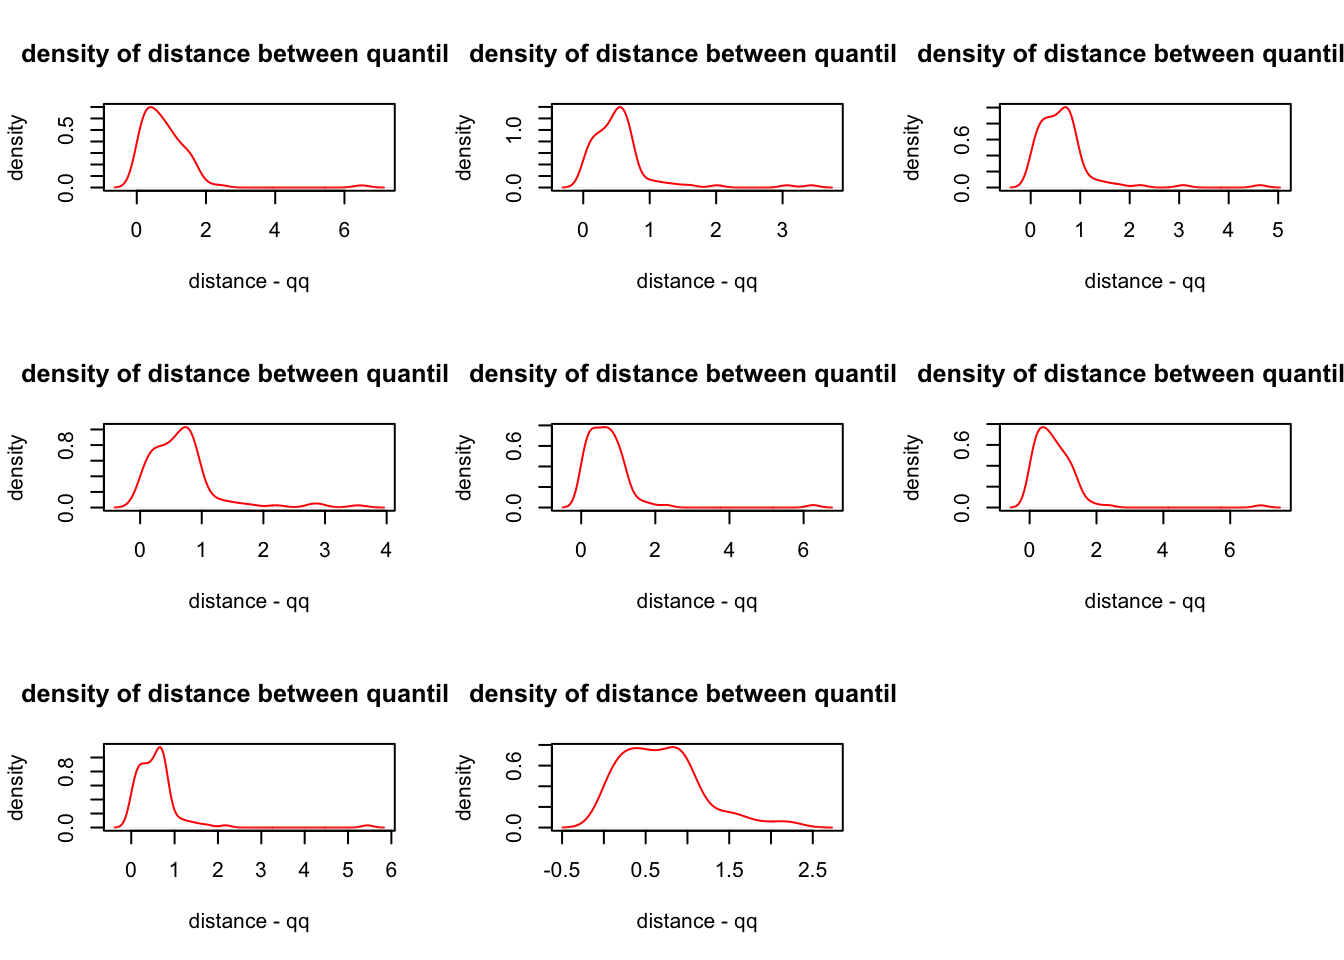 density of distance between quantil density of distance between quantil density of distance between quantil
density
0.0 0.5
0 2 4 6
distance - qq
density
0.0 1.0
0 1 2 3
distance - qq
density
0.0 0.6
0 1 2 3 4 5
distance - qq
density of distance between quantil density of distance between quantil density of distance between quantil
density
0.0 0.8
0 1 2 3 4
distance - qq
density
0.0 0.6
0 2 4 6
distance - qq
density
0.0 0.6
0 2 4 6
distance - qq
density of distance between quantil density of distance between quantil
density
0.0 0.8
0 1 2 3 4 5 6
distance - qq
density
0.0 0.6
-0.5 0.5 1.5 2.5
distance - qq